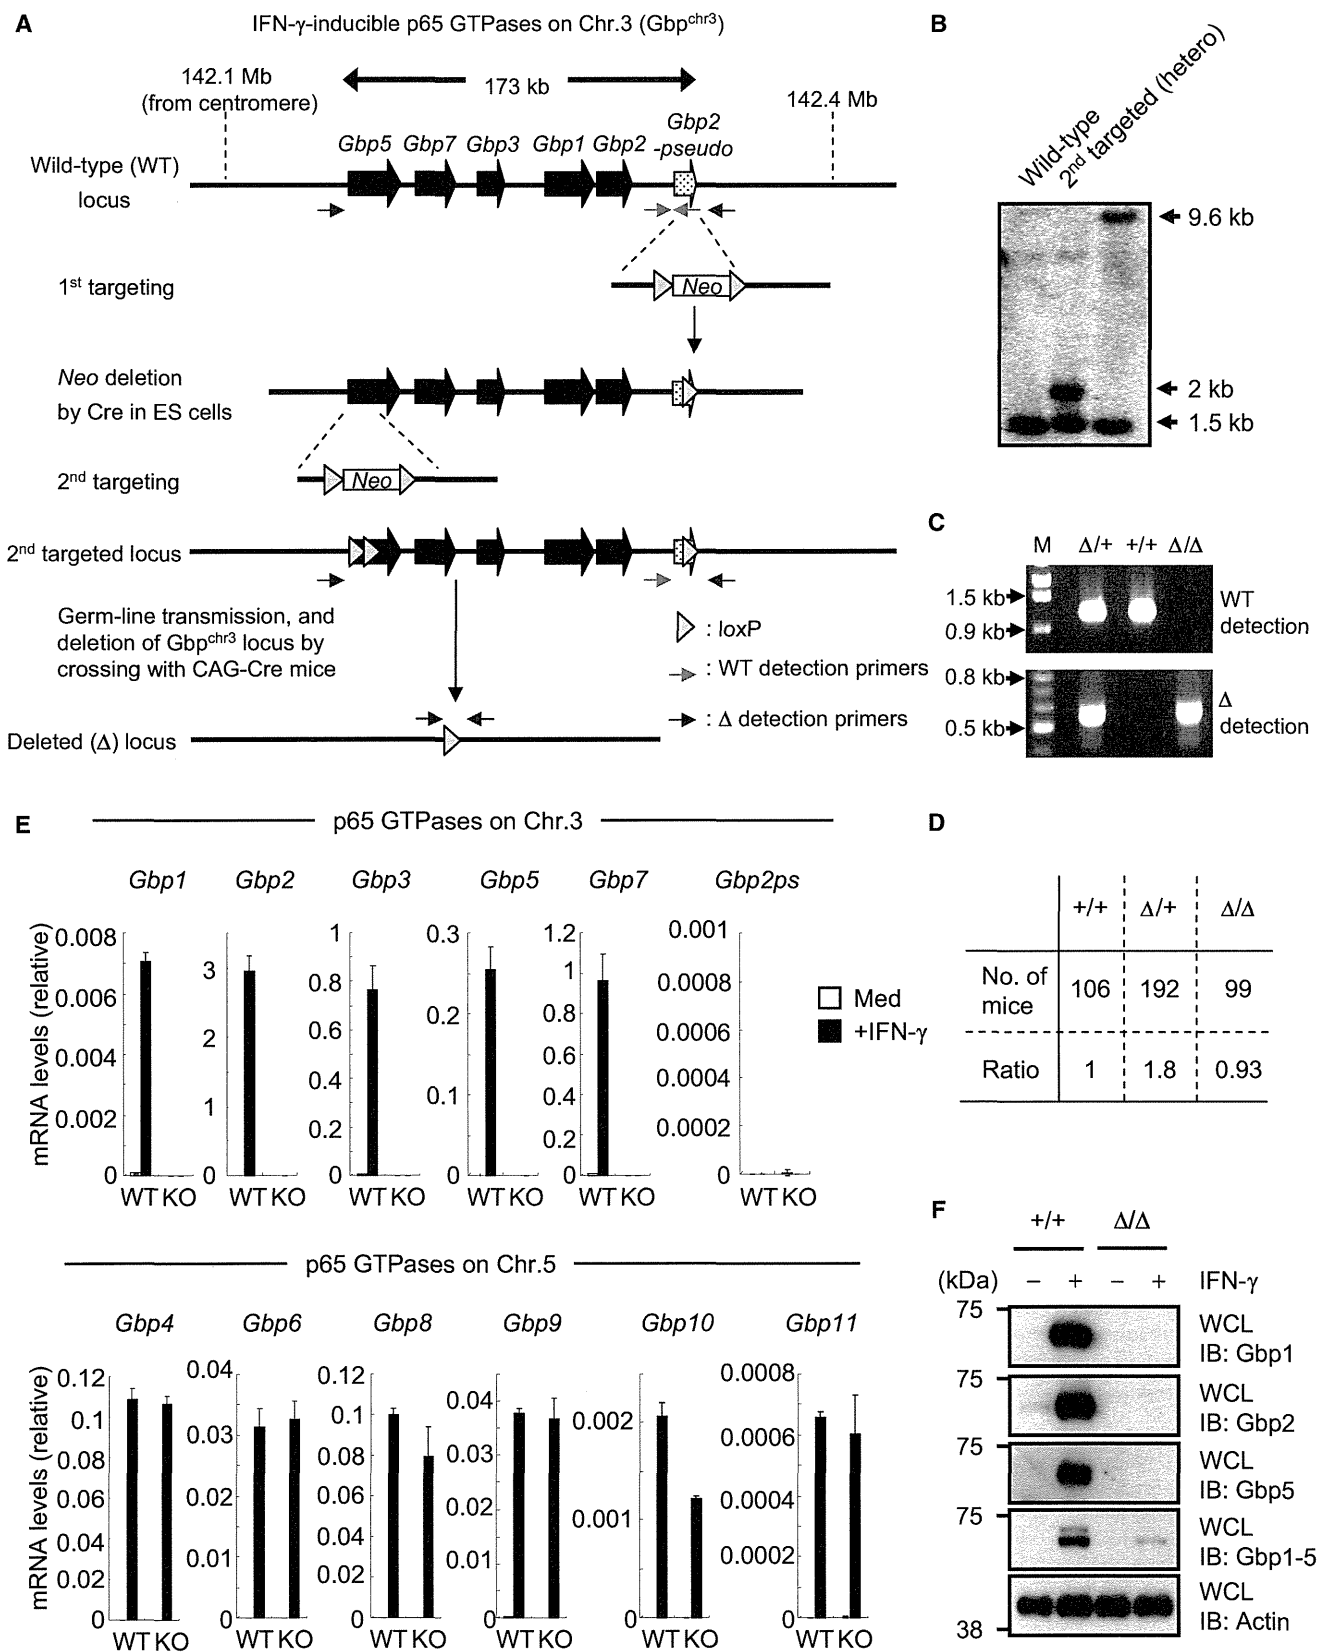 A
IFN-γ-inducible p65 GTPases on Chr.3 (Gbp^chr3)
142.1 Mb
(from centromere)
173 kb
142.4 Mb
Gbp5 Gbp7 Gbp3 Gbp1 Gbp2 Gbp2
-pseudo
Wild-type (WT)
locus
1st targeting
Neo
Neo deletion
by Cre in ES cells
2nd targeting
Neo
2nd targeted locus
Germ-line transmission, and
deletion of Gbp^chr3 locus by
crossing with CAG-Cre mice
: loxP
: WT detection primers
: Δ detection primers
Deleted (Δ) locus
B
Wild-type
2nd targeted (hetero)
9.6 kb
2 kb
1.5 kb
C
M Δ/+ +/+ Δ/Δ
1.5 kb
0.9 kb
WT
detection
0.8 kb
0.5 kb
Δ
detection
D
+/+ Δ/+ Δ/Δ
No. of
mice
106 192 99
Ratio 1 1.8 0.93
E
p65 GTPases on Chr.3
mRNA levels (relative)
Gbp1
0.008
0.006
0.004
0.002
0
WT KO
Gbp2
3
2
1
0
WT KO
Gbp3
1
0.8
0.6
0.4
0.2
0
WT KO
Gbp5
0.3
0.2
0.1
0
WT KO
Gbp7
1.2
1
0.8
0.6
0.4
0.2
0
WT KO
Gbp2ps
0.001
0.0008
0.0006
0.0004
0.0002
0
WT KO
Med
+IFN-γ
p65 GTPases on Chr.5
mRNA levels (relative)
Gbp4
0.12
0.1
0.08
0.06
0.04
0.02
0
WT KO
Gbp6
0.04
0.03
0.02
0.01
0
WT KO
Gbp8
0.12
0.1
0.08
0.06
0.04
0.02
0
WT KO
Gbp9
0.04
0.03
0.02
0.01
0
WT KO
Gbp10
0.002
0.001
0
WT KO
Gbp11
0.0008
0.0006
0.0004
0.0002
0
WT KO
F
+/+ Δ/Δ
(kDa) − + − + IFN-γ
75
WCL
IB: Gbp1
75
WCL
IB: Gbp2
75
WCL
IB: Gbp5
75
WCL
IB: Gbp1-5
WCL
IB: Actin
38